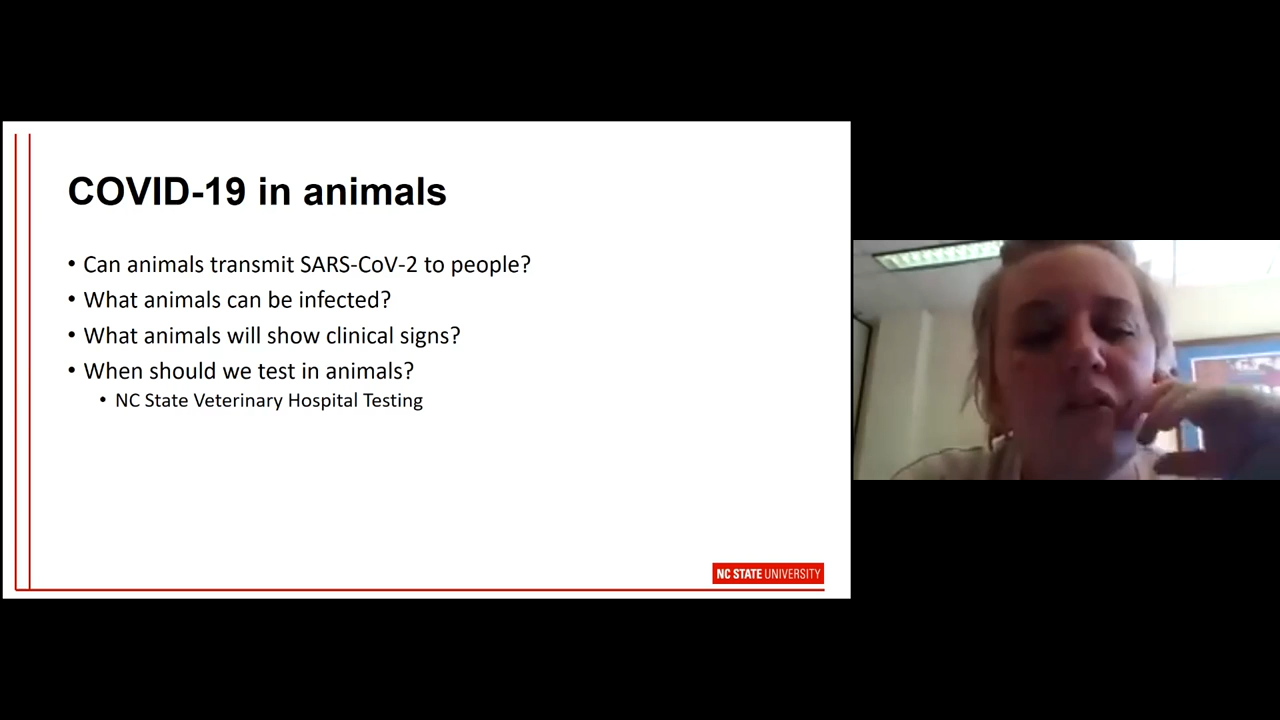 COVID-19 in animals
• Can animals transmit SARS-CoV-2 to people?
• What animals can be infected?
• What animals will show clinical signs?
• When should we test in animals?
• NC State Veterinary Hospital Testing
NC STATE UNIVERSITY